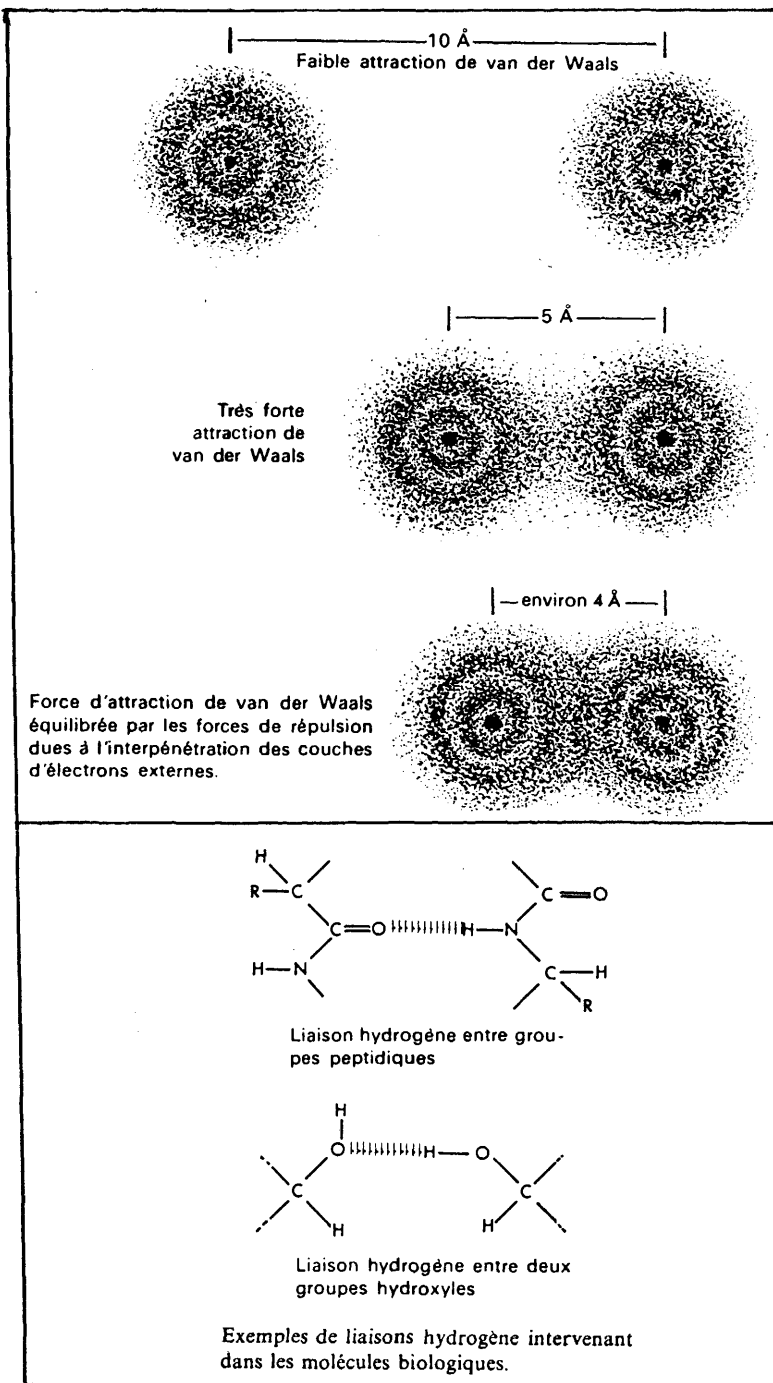 10 Å
Faible attraction de van der Waals
5 Å
Très forte
attraction de
van der Waals
environ 4 Å
Force d'attraction de van der Waals
équilibrée par les forces de répulsion
dues à l'interpénétration des couches
d'électrons externes.
H
R C C O
C O H N
H N C H
R
Liaison hydrogène entre grou-
pes peptidiques
H
O H O
C C
H H
Liaison hydrogène entre deux
groupes hydroxyles
Exemples de liaisons hydrogène intervenant
dans les molécules biologiques.